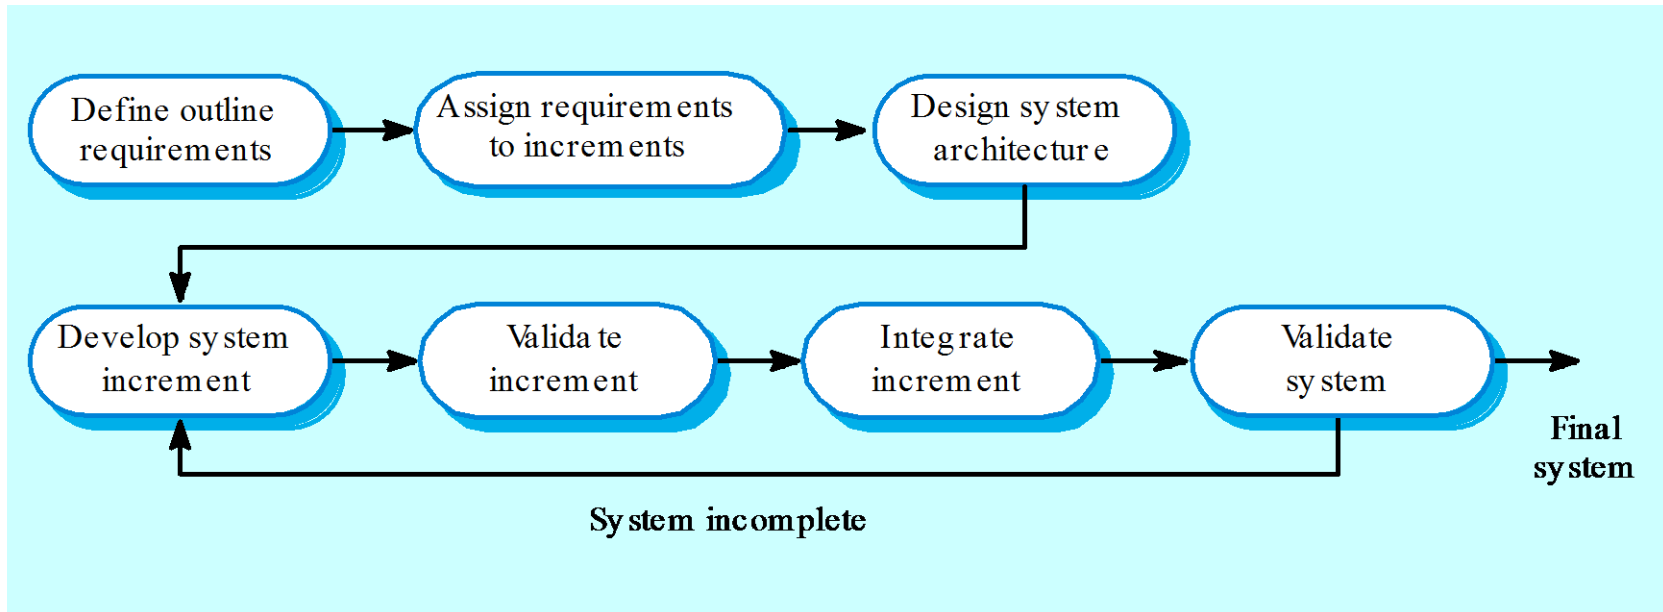 Define outline
requirements
Assign requirements
to increments
Design system
architecture
Develop system
increment
Validate
increment
Integrate
increment
Validate
system
Final
system
System incomplete